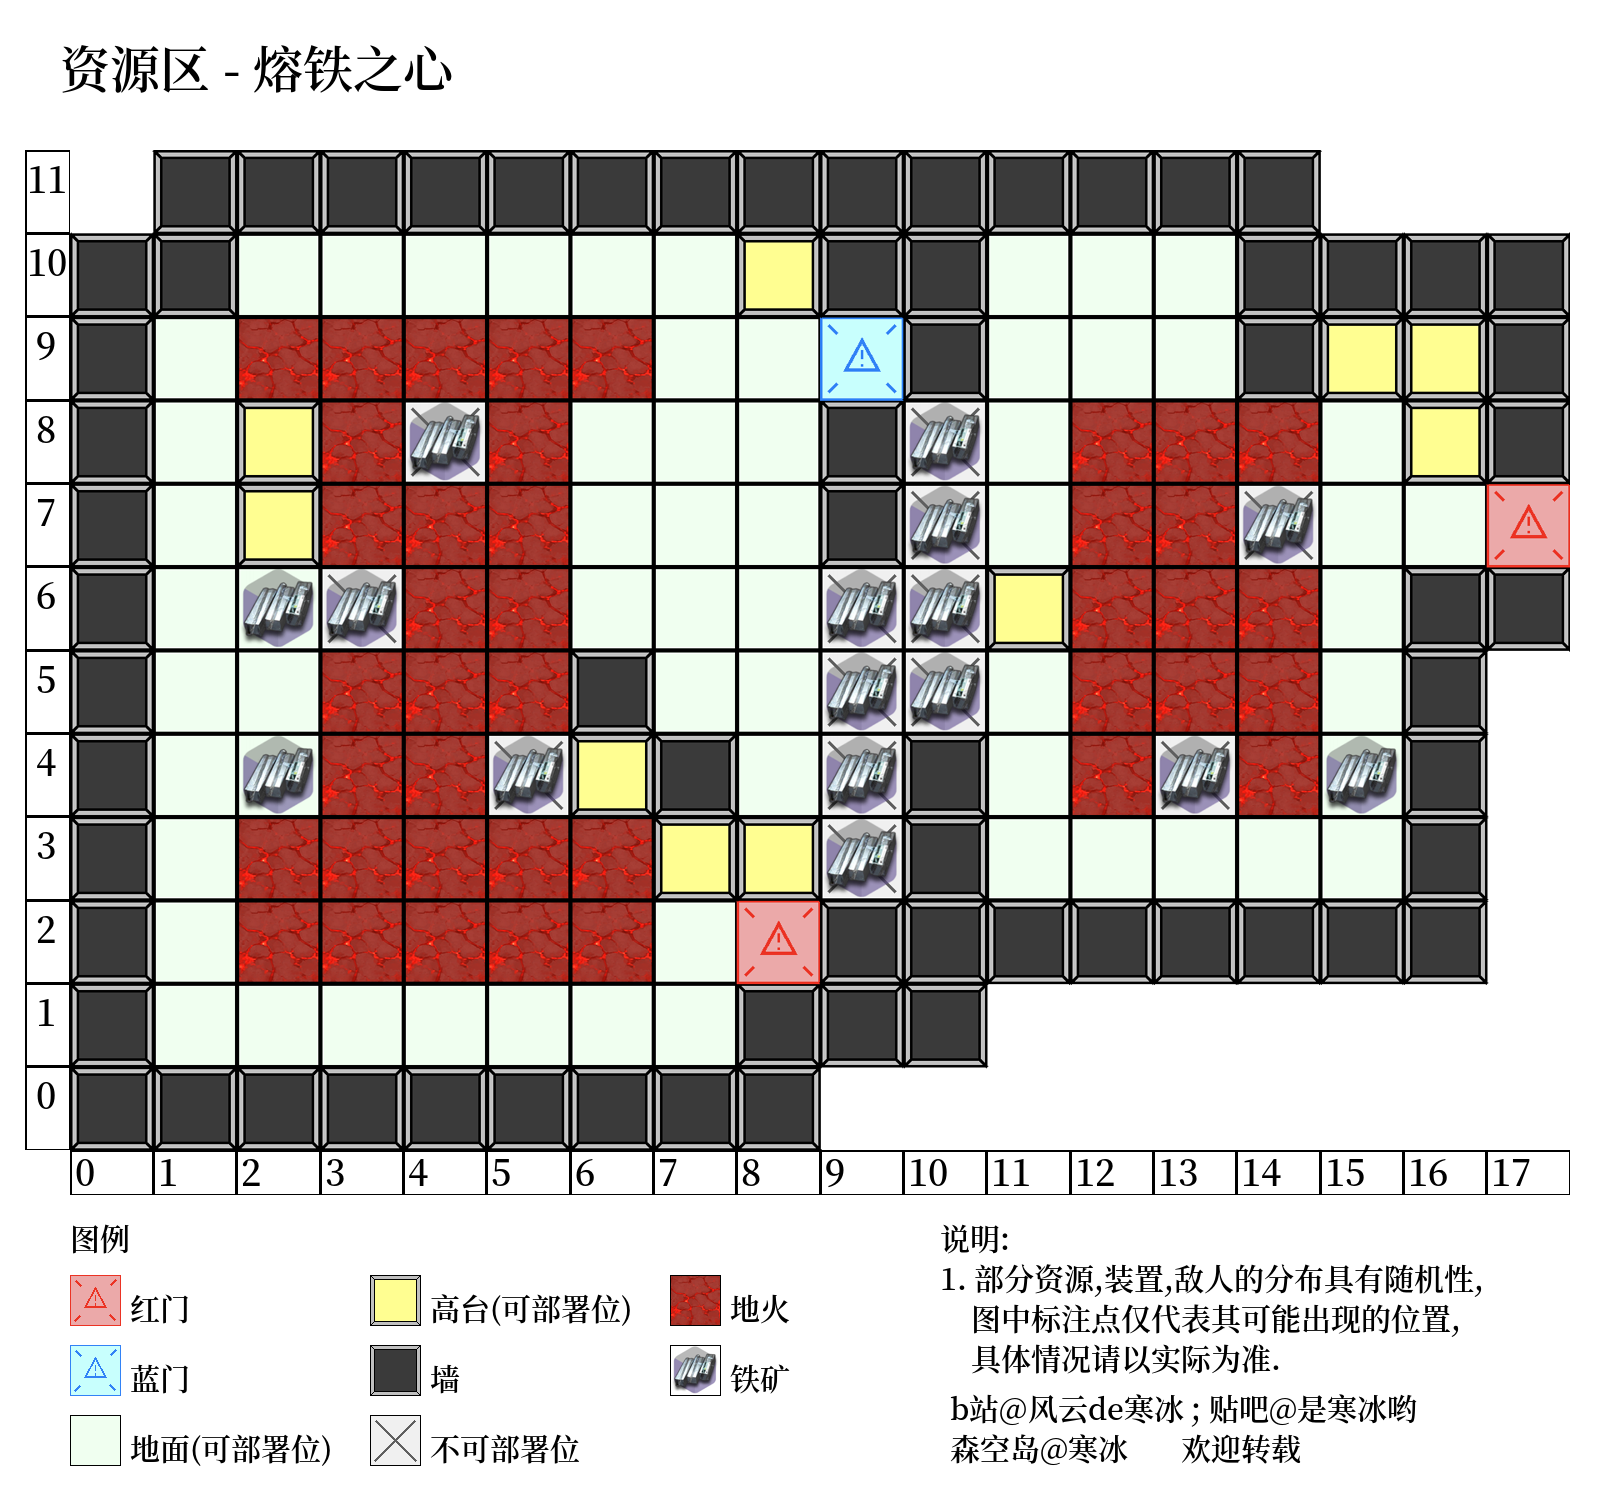 资源区 - 熔铁之心
11
10
9
8
7
6
5
4
3
2
1
0
0 1 2 3 4 5 6 7 8 9 10 11 12 13 14 15 16 17
图例
红门
高台(可部署位)
地火
蓝门
墙
铁矿
地面(可部署位)
不可部署位
说明:
1. 部分资源,装置,敌人的分布具有随机性,
图中标注点仅代表其可能出现的位置,
具体情况请以实际为准.
b站@风云de寒冰 ; 贴吧@是寒冰哟
森空岛@寒冰 欢迎转载